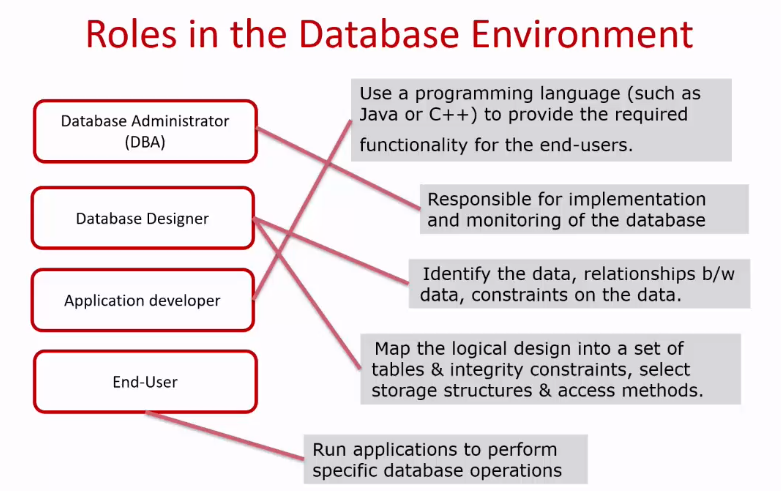 Roles in the Database Environment
Database Administrator
(DBA)
Database Designer
Application developer
End-User
Use a programming language (such as
Java or C++) to provide the required
functionality for the end-users.
Responsible for implementation
and monitoring of the database
Identify the data, relationships b/w
data, constraints on the data.
Map the logical design into a set of
tables & integrity constraints, select
storage structures & access methods.
Run applications to perform
specific database operations